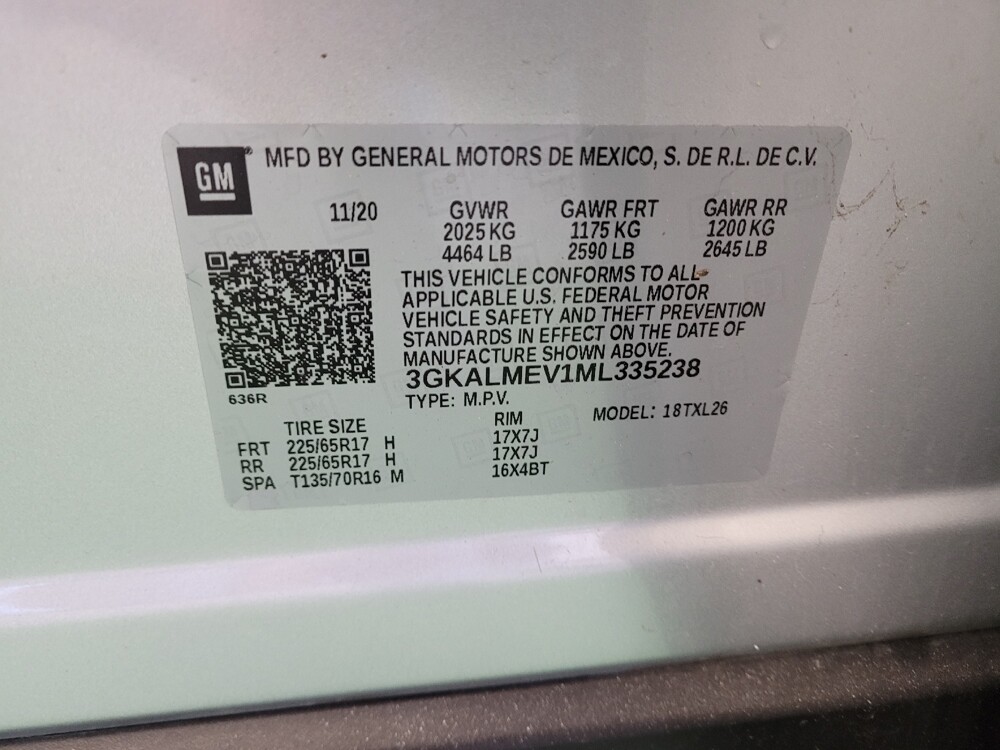 GM ® MFD BY GENERAL MOTORS DE MEXICO, S. DE R.L. DE C.V.
11/20 GVWR GAWR FRT GAWR RR
2025 KG 1175 KG 1200 KG
4464 LB 2590 LB 2645 LB
THIS VEHICLE CONFORMS TO ALL
APPLICABLE U.S. FEDERAL MOTOR
VEHICLE SAFETY AND THEFT PREVENTION
STANDARDS IN EFFECT ON THE DATE OF
MANUFACTURE SHOWN ABOVE.
3GKALMEV1ML335238
636R
TYPE: M.P.V. MODEL: 18TXL26
TIRE SIZE RIM
FRT 225/65R17 H 17X7J
RR 225/65R17 H 17X7J
SPA T135/70R16 M 16X4BT